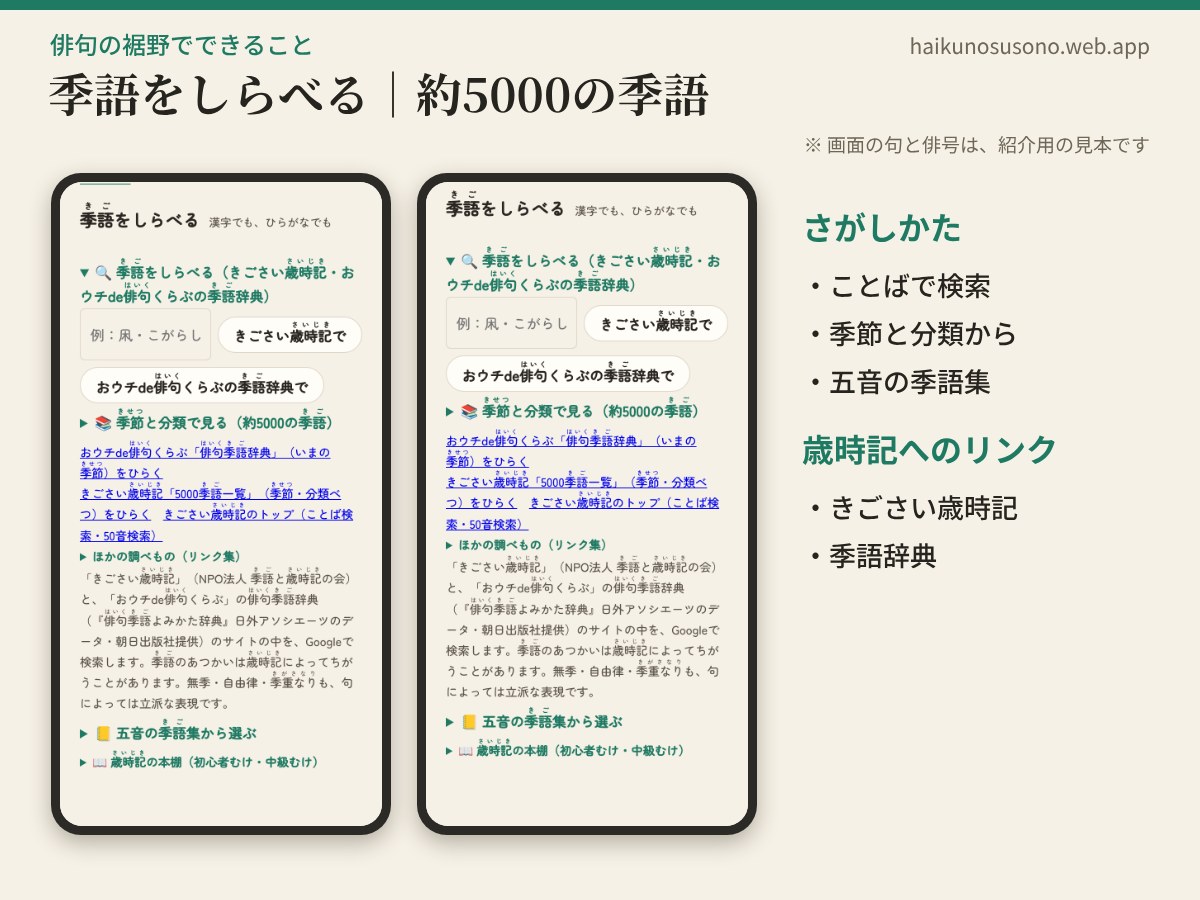 俳句の裾野でできること
haikunosusono.web.app
季語をしらべる｜約5000の季語
※ 画面の句と俳号は、紹介用の見本です
季語をしらべる 漢字でも、ひらがなでも
▼ 🔍 季語をしらべる（きごさい歳時記・お
ウチde俳句くらぶの季語辞典）
例：凩・こがらし きごさい歳時記で
おウチde俳句くらぶの季語辞典で
▶ 📚 季節と分類で見る（約5000の季語）
おウチde俳句くらぶ「俳句季語辞典」（いまの
季節）をひらく
きごさい歳時記「5000季語一覧」（季節・分類べ
つ）をひらく きごさい歳時記のトップ（ことば検
索・50音検索）
▶ ほかの調べもの（リンク集）
「きごさい歳時記」（NPO法人 季語と歳時記の会）
と、「おウチde俳句くらぶ」の俳句季語辞典
（『俳句季語よみかた辞典』日外アソシエーツのデ
ータ・朝日出版社提供）のサイトの中を、Googleで
検索します。季語のあつかいは歳時記によってちが
うことがあります。無季・自由律・季重なりも、句
によっては立派な表現です。
▶ 📒 五音の季語集から選ぶ
▶ 📖 歳時記の本棚（初心者むけ・中級むけ）
季語をしらべる 漢字でも、ひらがなでも
▼ 🔍 季語をしらべる（きごさい歳時記・お
ウチde俳句くらぶの季語辞典）
例：凩・こがらし きごさい歳時記で
おウチde俳句くらぶの季語辞典で
▶ 📚 季節と分類で見る（約5000の季語）
おウチde俳句くらぶ「俳句季語辞典」（いまの
季節）をひらく
きごさい歳時記「5000季語一覧」（季節・分類べ
つ）をひらく きごさい歳時記のトップ（ことば検
索・50音検索）
▶ ほかの調べもの（リンク集）
「きごさい歳時記」（NPO法人 季語と歳時記の会）
と、「おウチde俳句くらぶ」の俳句季語辞典
（『俳句季語よみかた辞典』日外アソシエーツのデ
ータ・朝日出版社提供）のサイトの中を、Googleで
検索します。季語のあつかいは歳時記によってちが
うことがあります。無季・自由律・季重なりも、句
によっては立派な表現です。
▶ 📒 五音の季語集から選ぶ
▶ 📖 歳時記の本棚（初心者むけ・中級むけ）
さがしかた
・ことばで検索
・季節と分類から
・五音の季語集
歳時記へのリンク
・きごさい歳時記
・季語辞典